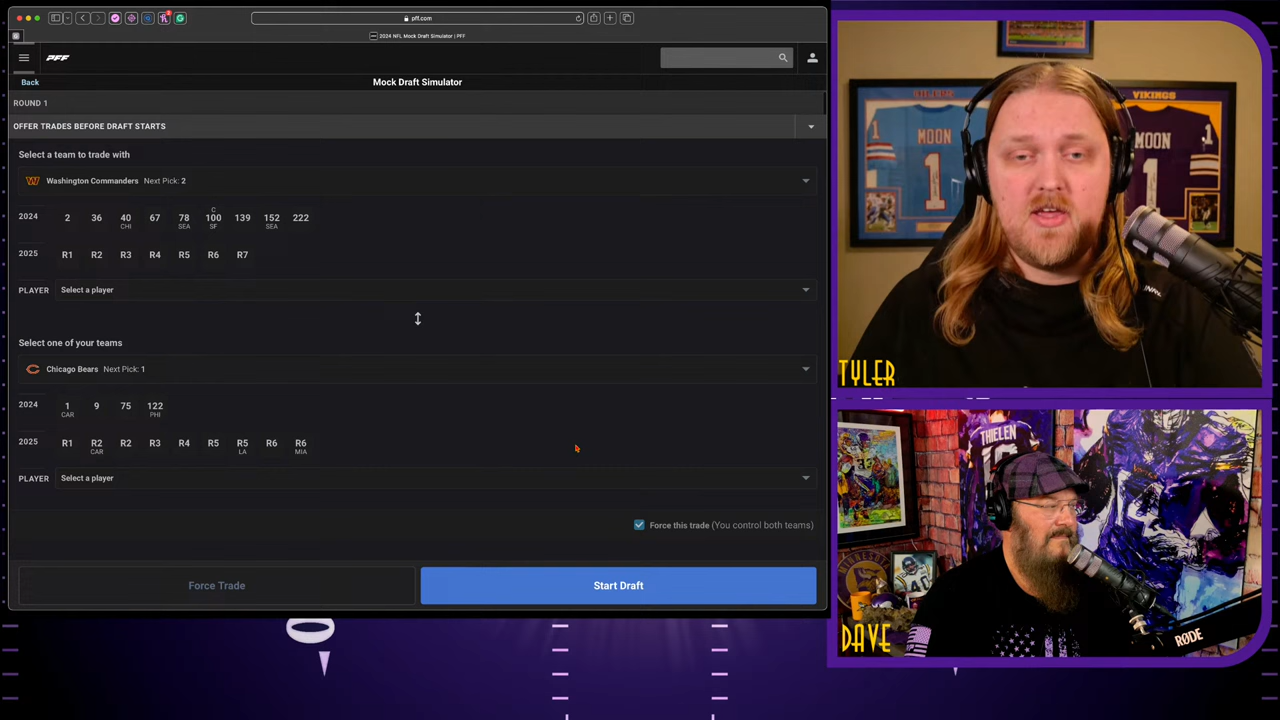 pff.com
2024 NFL Mock Draft Simulator | PFF
PFF
Back
Mock Draft Simulator
ROUND 1
OFFER TRADES BEFORE DRAFT STARTS
Select a team to trade with
Washington Commanders Next Pick: 2
2024 2 36 40 CHI 67 78 SEA C 100 SF 139 152 SEA 222
2025 R1 R2 R3 R4 R5 R6 R7
PLAYER Select a player
Select one of your teams
Chicago Bears Next Pick: 1
2024 1 CAR 9 75 122 PHI
2025 R1 R2 CAR R2 R3 R4 R5 R5 LA R6 R6 MIA
PLAYER Select a player
Force this trade (You control both teams)
Force Trade
Start Draft
VIKINGS
1
MOON
1
MOON
1
TYLER
THIELEN
MINNESOTA
40
RØDE
DAVE